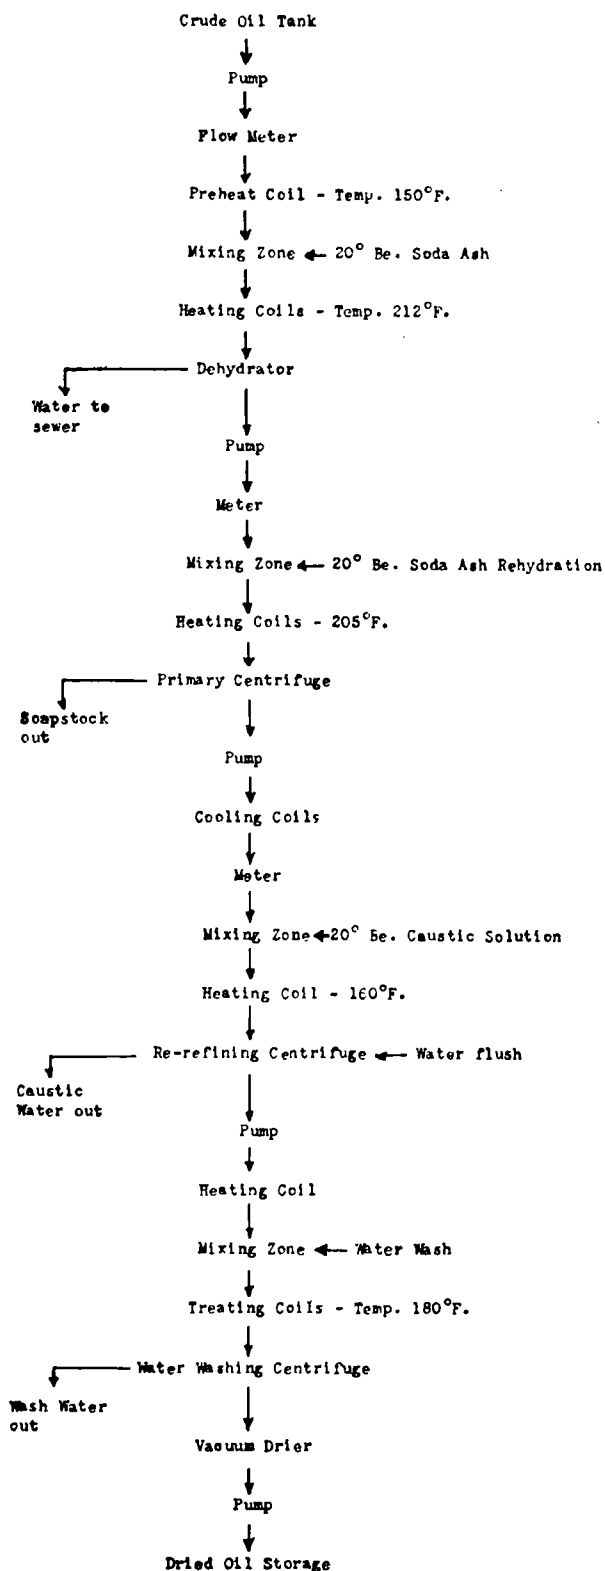 Crude Oil Tank
Pump
Flow Meter
Preheat Coil - Temp. 150°F.
Mixing Zone 20° Be. Soda Ash
Heating Coils - Temp. 212°F.
Dehydrator
Water to
sewer
Pump
Meter
Mixing Zone 20° Be. Soda Ash Rehydration
Heating Coils - 205°F.
Primary Centrifuge
Soapstock
out
Pump
Cooling Coils
Meter
Mixing Zone 20° Be. Caustic Solution
Heating Coil - 160°F.
Re-refining Centrifuge Water flush
Caustic
Water out
Pump
Heating Coil
Mixing Zone Water Wash
Treating Coils - Temp. 180°F.
Water Washing Centrifuge
Wash Water
out
Vacuum Drier
Pump
Dried Oil Storage